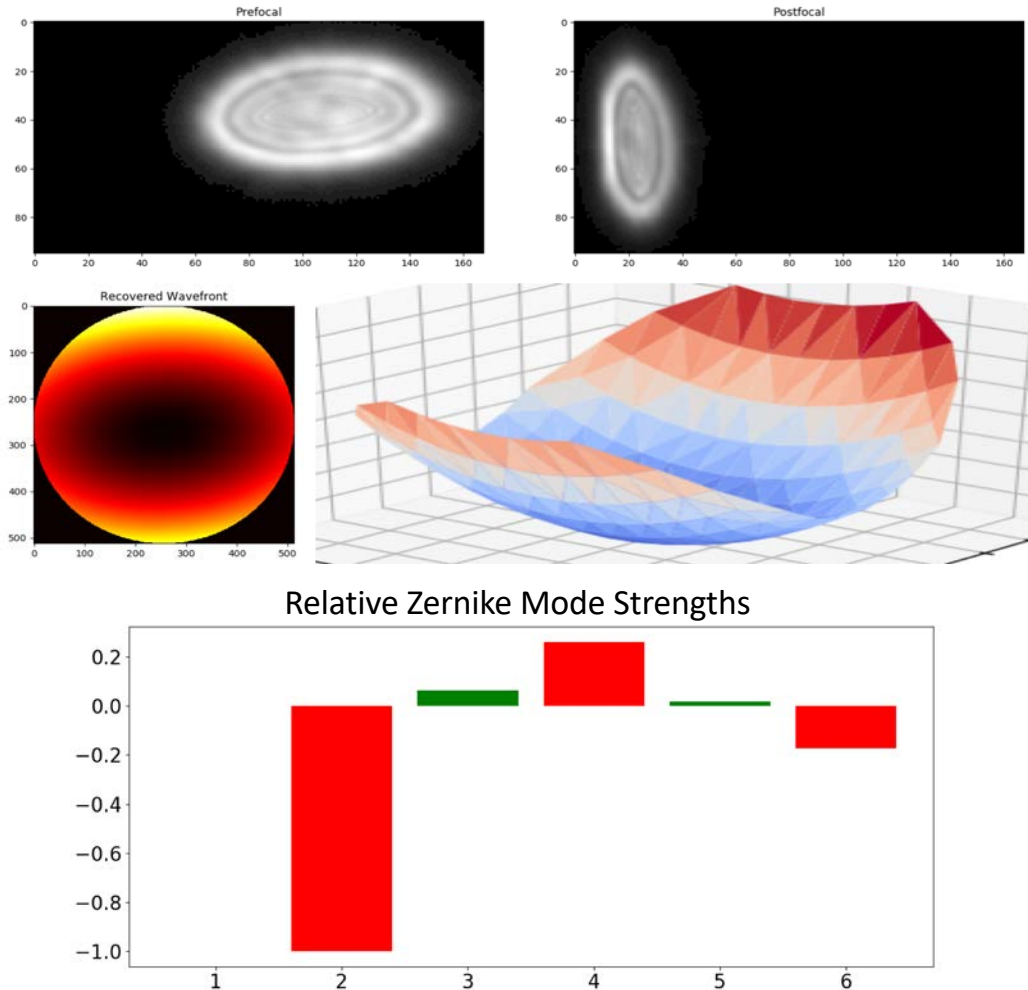 Prefocal
0
20
40
60
80
0 20 40 60 80 100 120 140 160
Postfocal
0
20
40
60
80
0 20 40 60 80 100 120 140 160
Recovered Wavefront
0
100
200
300
400
500
0 100 200 300 400 500
Relative Zernike Mode Strengths
0.2
0.0
−0.2
−0.4
−0.6
−0.8
−1.0
1 2 3 4 5 6